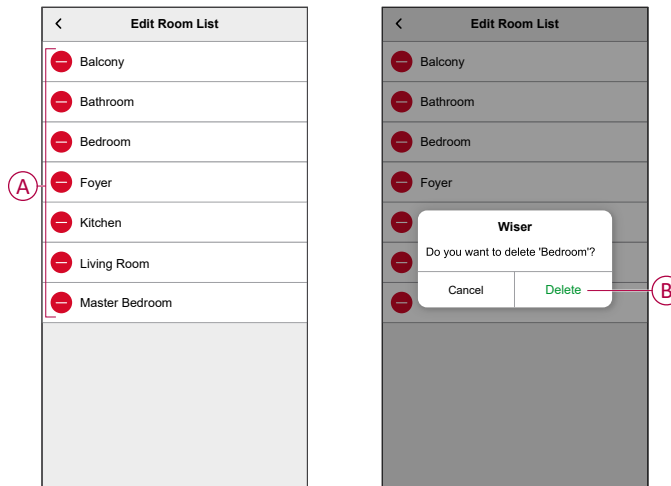 Edit Room List
Balcony
Bathroom
Bedroom
Foyer
Kitchen
Living Room
Master Bedroom
A
Edit Room List
Balcony
Bathroom
Bedroom
Foyer
Wiser
Do you want to delete 'Bedroom'?
Cancel
Delete
B